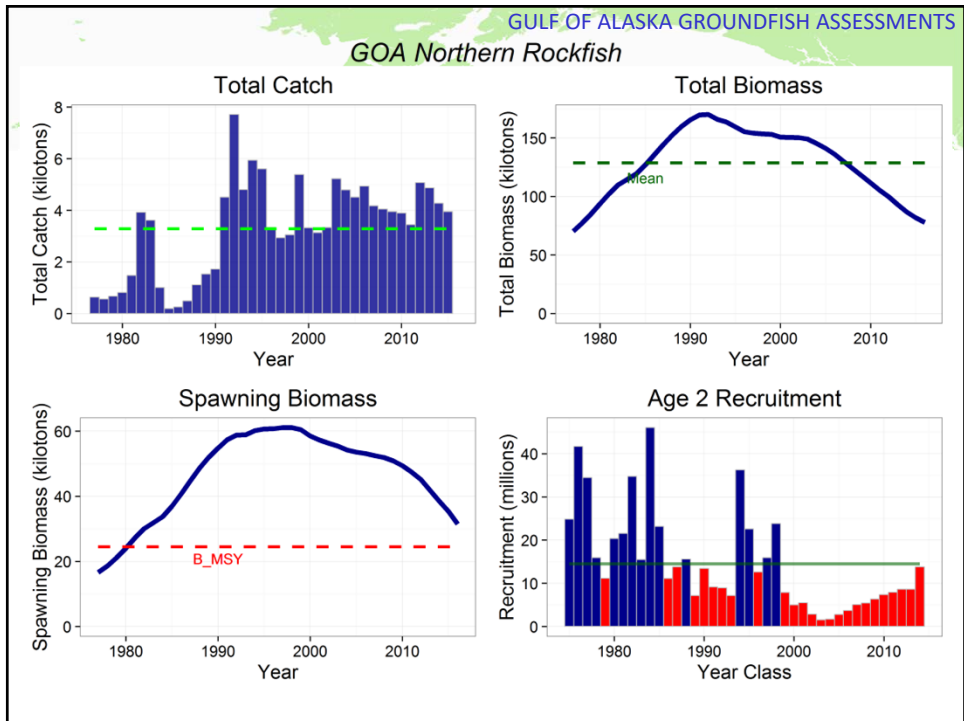 GULF OF ALASKA GROUNDFISH ASSESSMENTS
GOA Northern Rockfish
Total Catch
Total Catch (kilotons)
8
6
4
2
0
1980 1990 2000 2010
Year
Total Biomass
Total Biomass (kilotons)
150
100
50
0
Mean
1980 1990 2000 2010
Year
Spawning Biomass
Spawning Biomass (kilotons)
60
40
20
0
B_MSY
1980 1990 2000 2010
Year
Age 2 Recruitment
Recruitment (millions)
40
30
20
10
0
1980 1990 2000 2010
Year Class